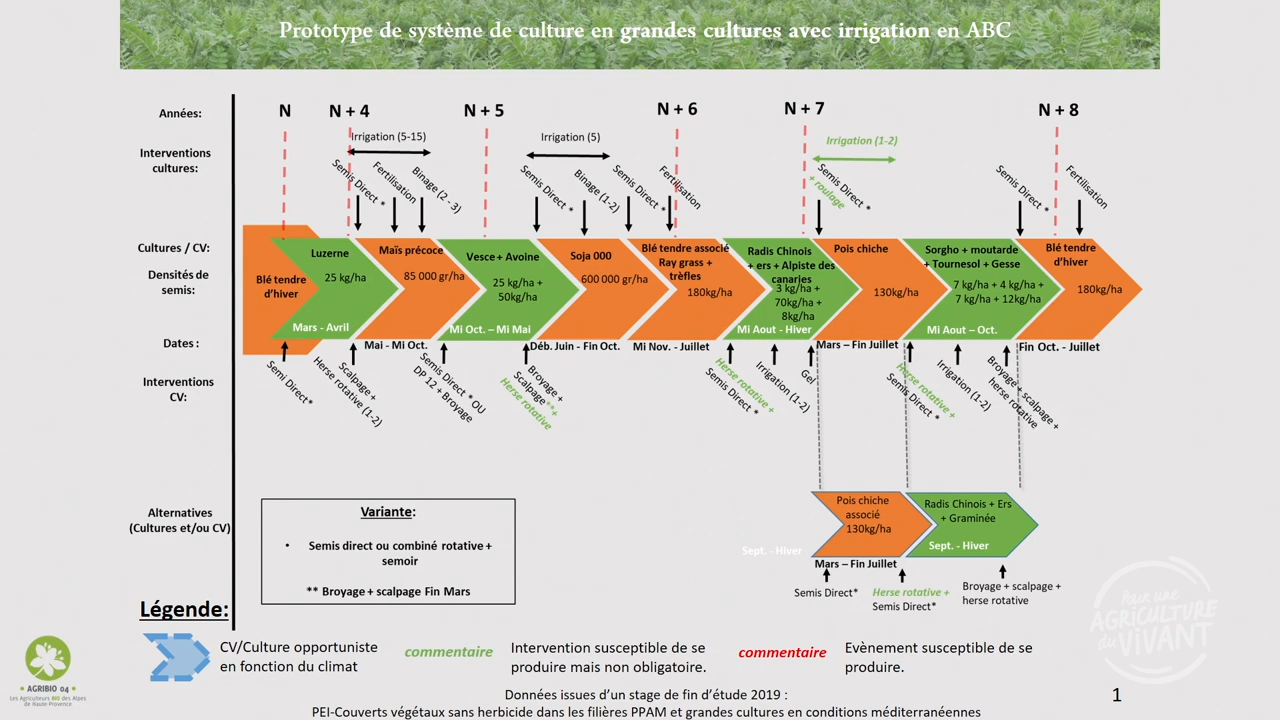 Prototype de système de culture en grandes cultures avec irrigation en ABC
Années:
N
N + 4
N + 5
N + 6
N + 7
N + 8
Interventions
cultures:
Irrigation (5-15)
Semis Direct *
Fertilisation
Binage (2 - 3)
Irrigation (5)
Semis Direct *
Binage (1-2)
Semis Direct *
Fertilisation
Irrigation (1-2)
Semis Direct *
+ roulage
Semis Direct *
Fertilisation
Cultures / CV:
Densités de
semis:
Blé tendre
d'hiver
Luzerne
25 kg/ha
Mars - Avril
Maïs précoce
85 000 gr/ha
Vesce + Avoine
25 kg/ha +
50kg/ha
Mi Oct. – Mi Mai
Soja 000
600 000 gr/ha
Blé tendre associé
Ray grass +
trèfles
180kg/ha
Radis Chinois
+ ers + Alpiste des
canaries
3 kg/ha +
70kg/ha +
8kg/ha
Mi Aout - Hiver
Pois chiche
130kg/ha
Sorgho + moutarde
+ Tournesol + Gesse
7 kg/ha + 4 kg/ha +
7 kg/ha + 12kg/ha
Mi Aout – Oct.
Blé tendre
d'hiver
180kg/ha
Dates :
Mai - Mi Oct.
Déb. Juin - Fin Oct.
Mi Nov. - Juillet
Mars – Fin Juillet
Fin Oct. - Juillet
Interventions
CV:
Semi Direct*
Scalpage +
Herse rotative (1-2)
Semis Direct * OU
DP 12 + Broyage
Broyage +
Scalpage**+
Herse rotative
Herse rotative +
Semis Direct *
Irrigation (1-2)
Gel
Herse rotative +
Semis Direct *
Irrigation (1-2)
Broyage + scalpage +
herse rotative
Alternatives
(Cultures et/ou CV)
Variante:
• Semis direct ou combiné rotative +
semoir
** Broyage + scalpage Fin Mars
Sept. - Hiver
Pois chiche
associé
130kg/ha
Mars – Fin Juillet
Radis Chinois + Ers
+ Graminée
Sept. - Hiver
Semis Direct*
Herse rotative +
Semis Direct*
Broyage + scalpage +
herse rotative
Légende:
CV/Culture opportuniste
en fonction du climat
commentaire
Intervention susceptible de se
produire mais non obligatoire.
commentaire
Evènement susceptible de se
produire.
Pour une
AGRICULTURE
du VIVANT
• AGRIBIO 04 •
Les Agriculteurs BIO des Alpes
de Haute-Provence
Données issues d'un stage de fin d'étude 2019 :
PEI-Couverts végétaux sans herbicide dans les filières PPAM et grandes cultures en conditions méditerranéennes
1